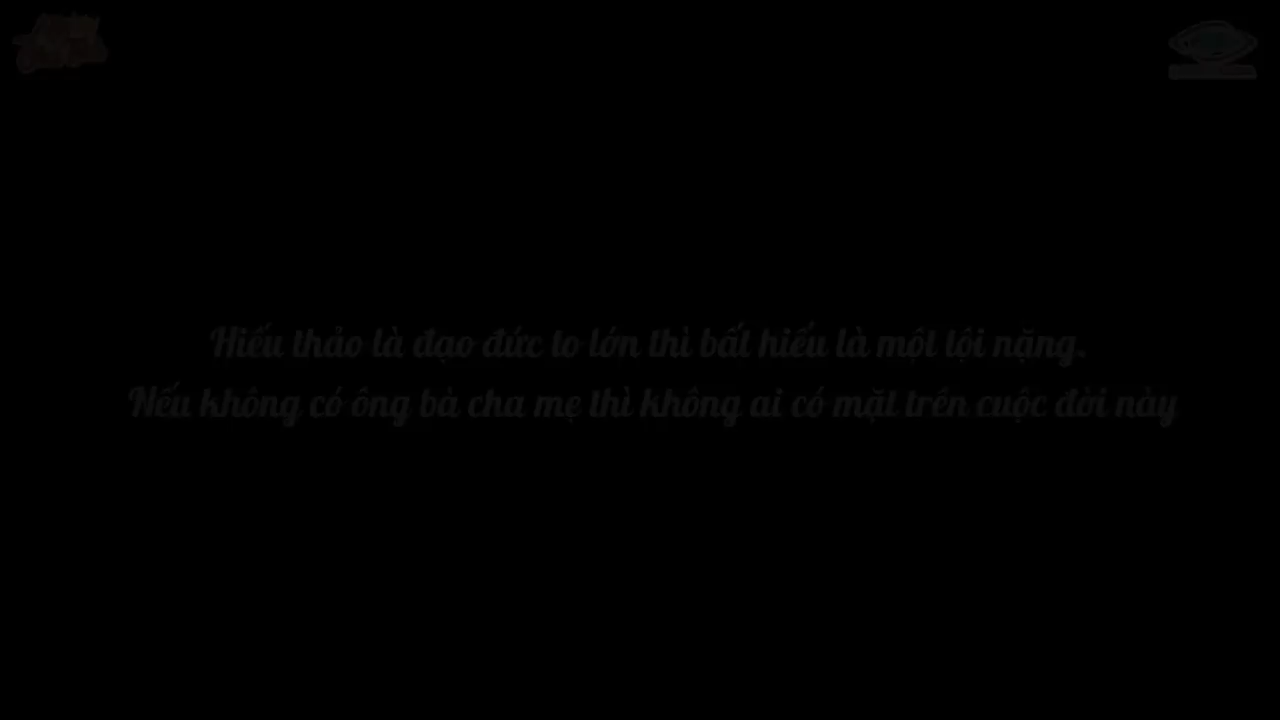 Hiếu thảo là đạo đức to lớn thì bất hiếu là một tội nặng.
Nếu không có ông bà cha mẹ thì không ai có mặt trên cuộc đời này